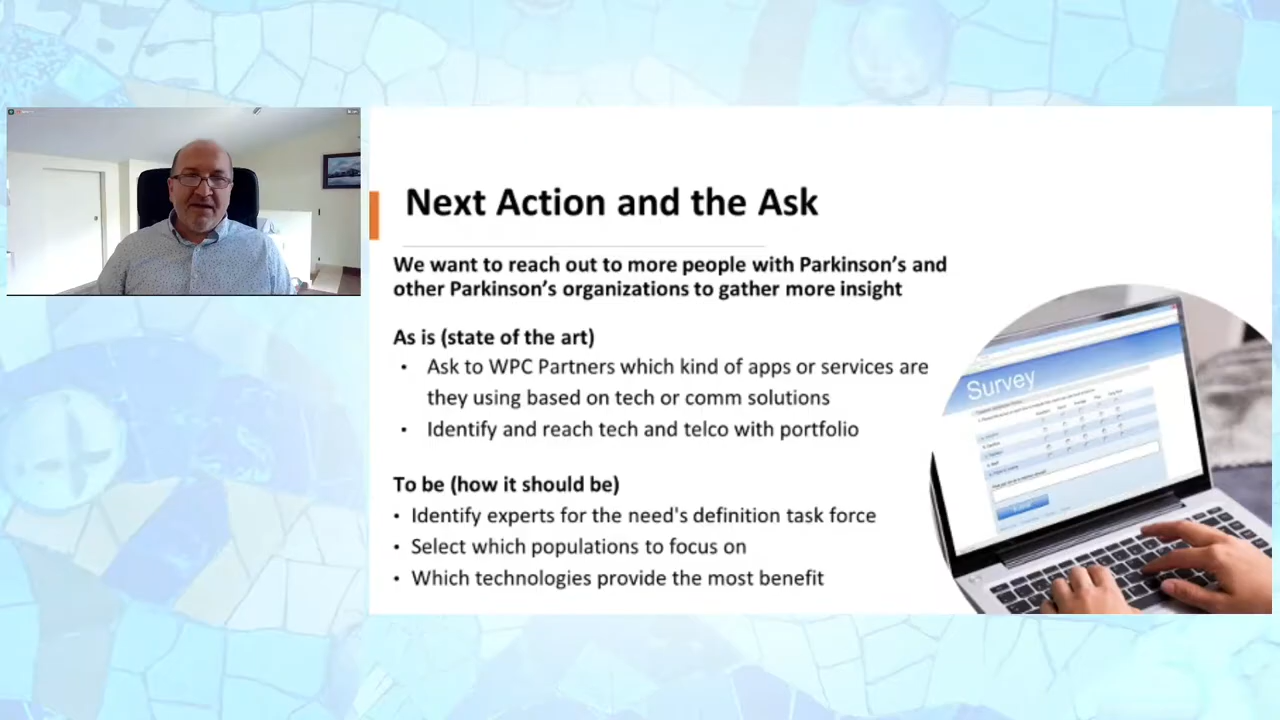 Next Action and the Ask
We want to reach out to more people with Parkinson’s and
other Parkinson’s organizations to gather more insight
As is (state of the art)
• Ask to WPC Partners which kind of apps or services are
they using based on tech or comm solutions
• Identify and reach tech and telco with portfolio
To be (how it should be)
• Identify experts for the need's definition task force
• Select which populations to focus on
• Which technologies provide the most benefit
Survey